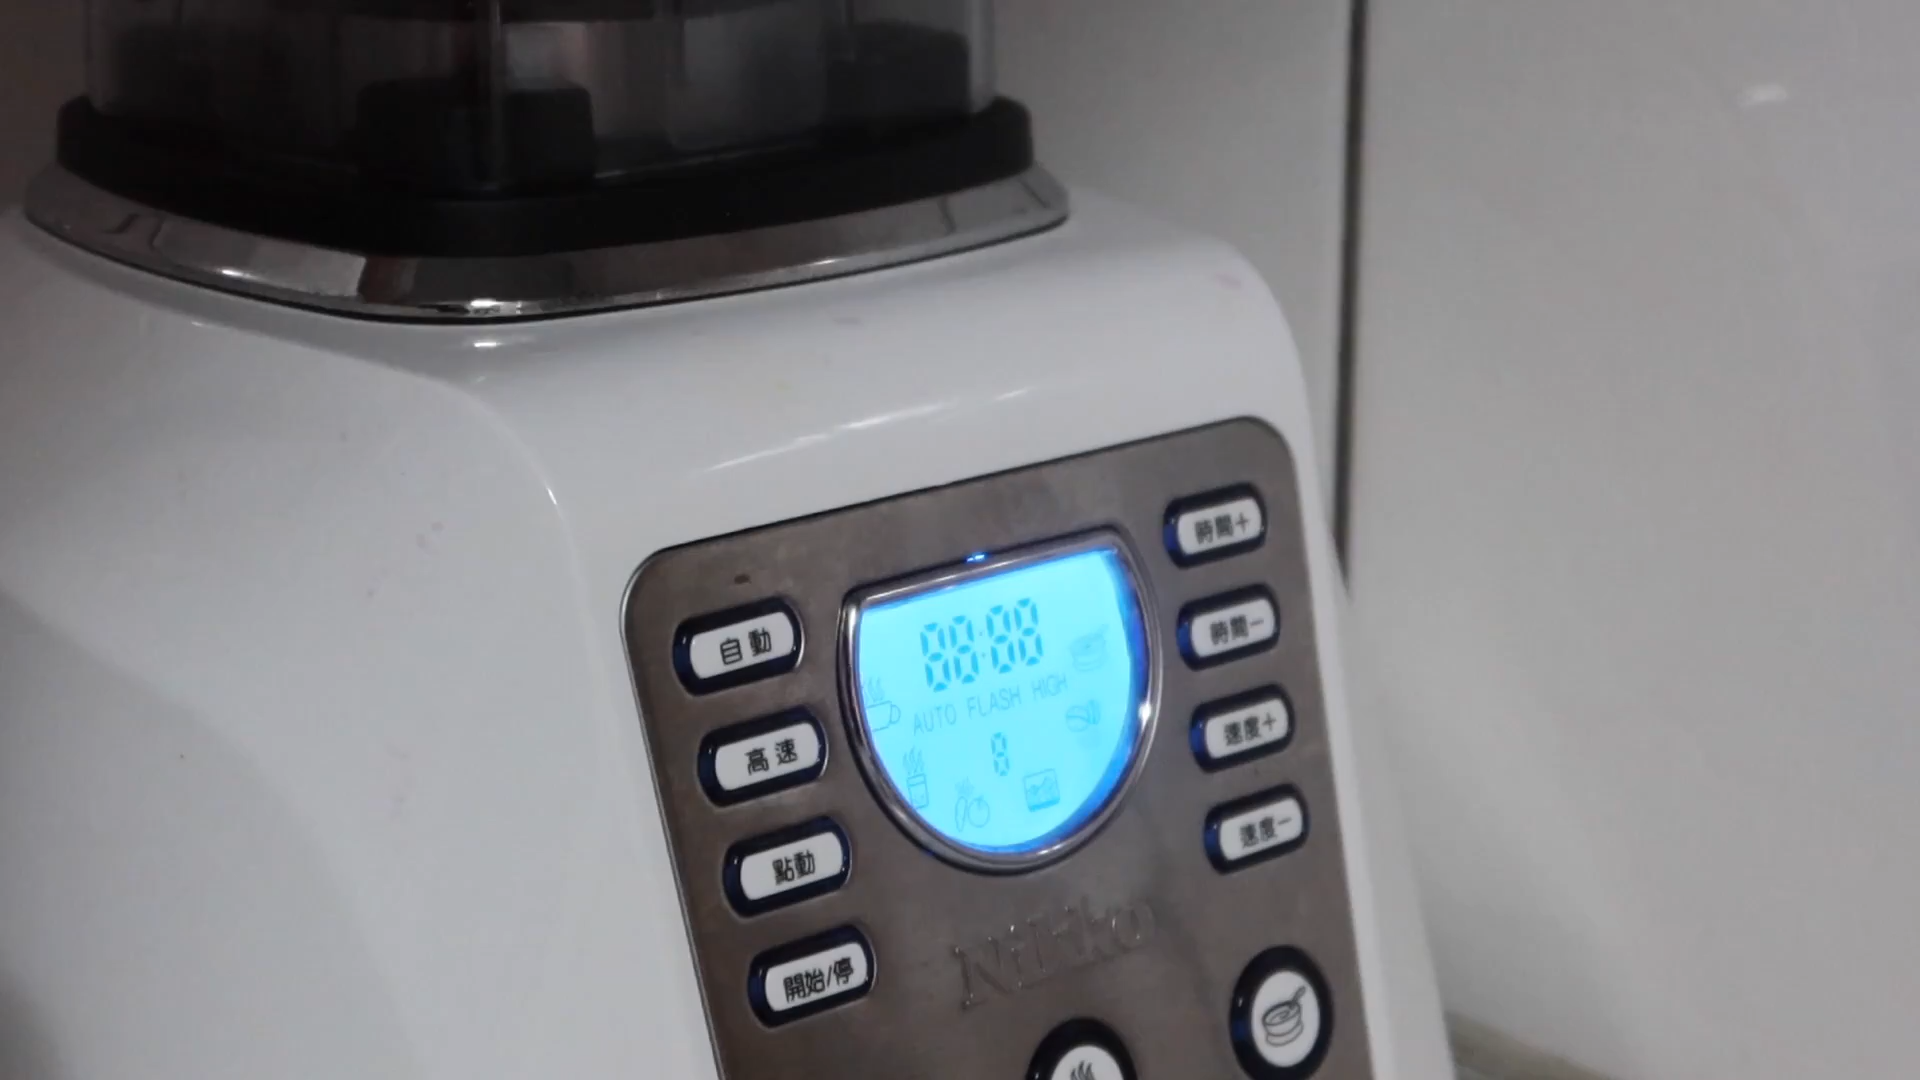 時間+
時間-
速度+
速度-
自動
高速
點動
開始/停
88:88
AUTO FLASH HIGH
8
Nikko